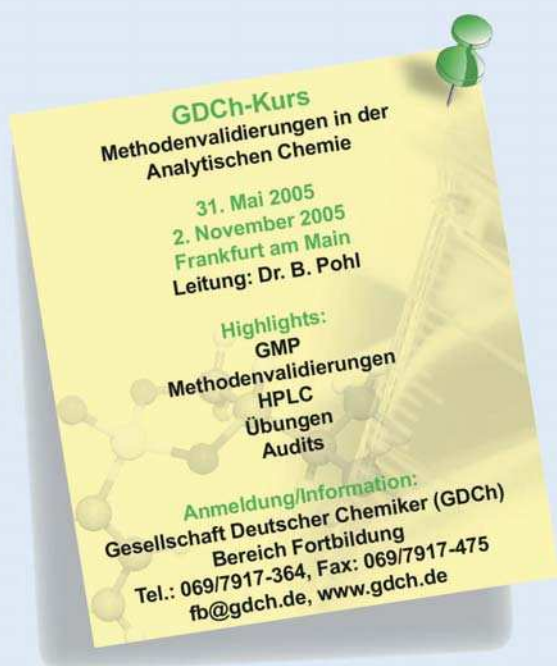 GDCh-Kurs
Methodenvalidierungen in der
Analytischen Chemie
31. Mai 2005
2. November 2005
Frankfurt am Main
Leitung: Dr. B. Pohl
Highlights:
GMP
Methodenvalidierungen
HPLC
Übungen
Audits
Anmeldung/Information:
Gesellschaft Deutscher Chemiker (GDCh)
Bereich Fortbildung
Tel.: 069/7917-364, Fax: 069/7917-475
fb@gdch.de, www.gdch.de